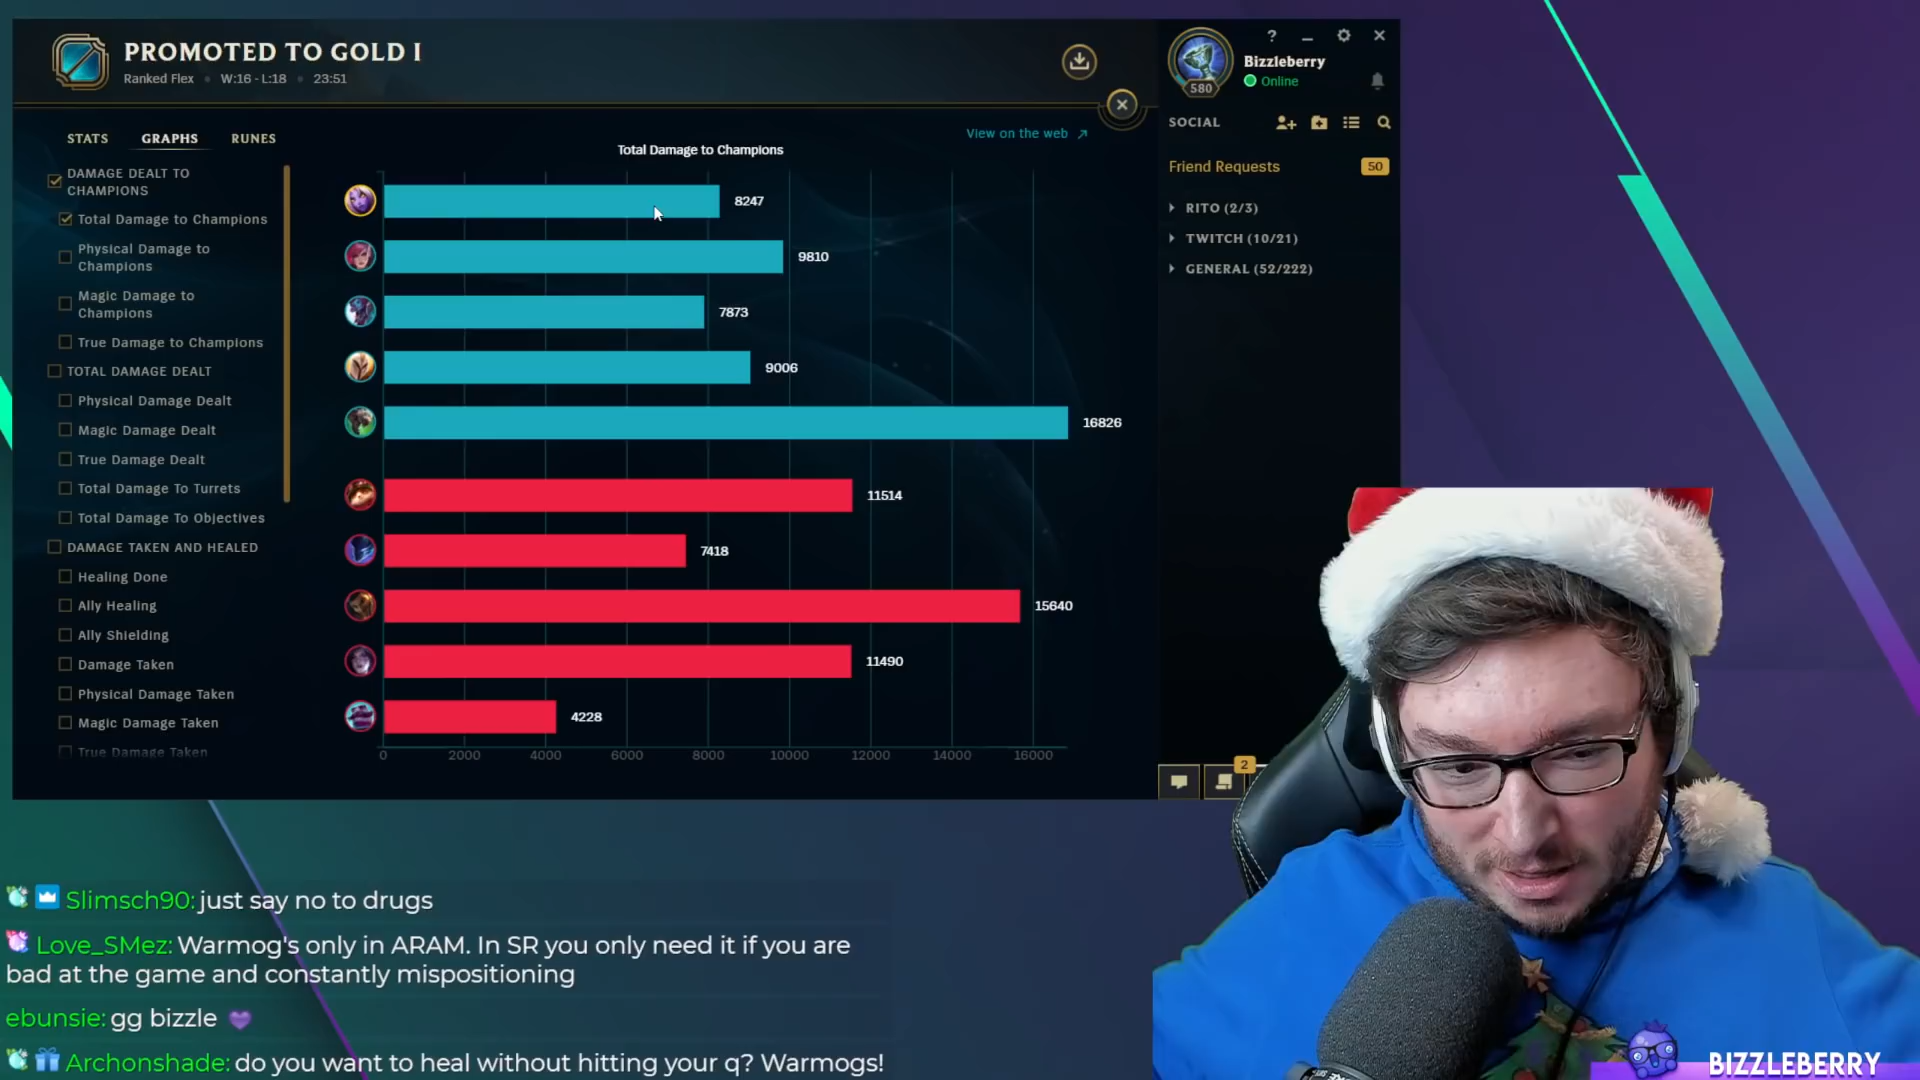 PROMOTED TO GOLD I
Ranked Flex • W:16 - L:18 • 23:51
STATS GRAPHS RUNES
View on the web
Total Damage to Champions
DAMAGE DEALT TO
CHAMPIONS
Total Damage to Champions
Physical Damage to
Champions
Magic Damage to
Champions
True Damage to Champions
TOTAL DAMAGE DEALT
Physical Damage Dealt
Magic Damage Dealt
True Damage Dealt
Total Damage To Turrets
Total Damage To Objectives
DAMAGE TAKEN AND HEALED
Healing Done
Ally Healing
Ally Shielding
Damage Taken
Physical Damage Taken
Magic Damage Taken
True Damage Taken
8247
9810
7873
9006
16826
11514
7418
15640
11490
4228
0 2000 4000 6000 8000 10000 12000 14000 16000
?
580
Bizzleberry
Online
SOCIAL
Friend Requests 50
RITO (2/3)
TWITCH (10/21)
GENERAL (52/222)
2
Slimsch90: just say no to drugs
Love_SMez: Warmog's only in ARAM. In SR you only need it if you are
bad at the game and constantly mispositioning
ebunsie: gg bizzle
Archonshade: do you want to heal without hitting your q? Warmogs!
BIZZLEBERRY